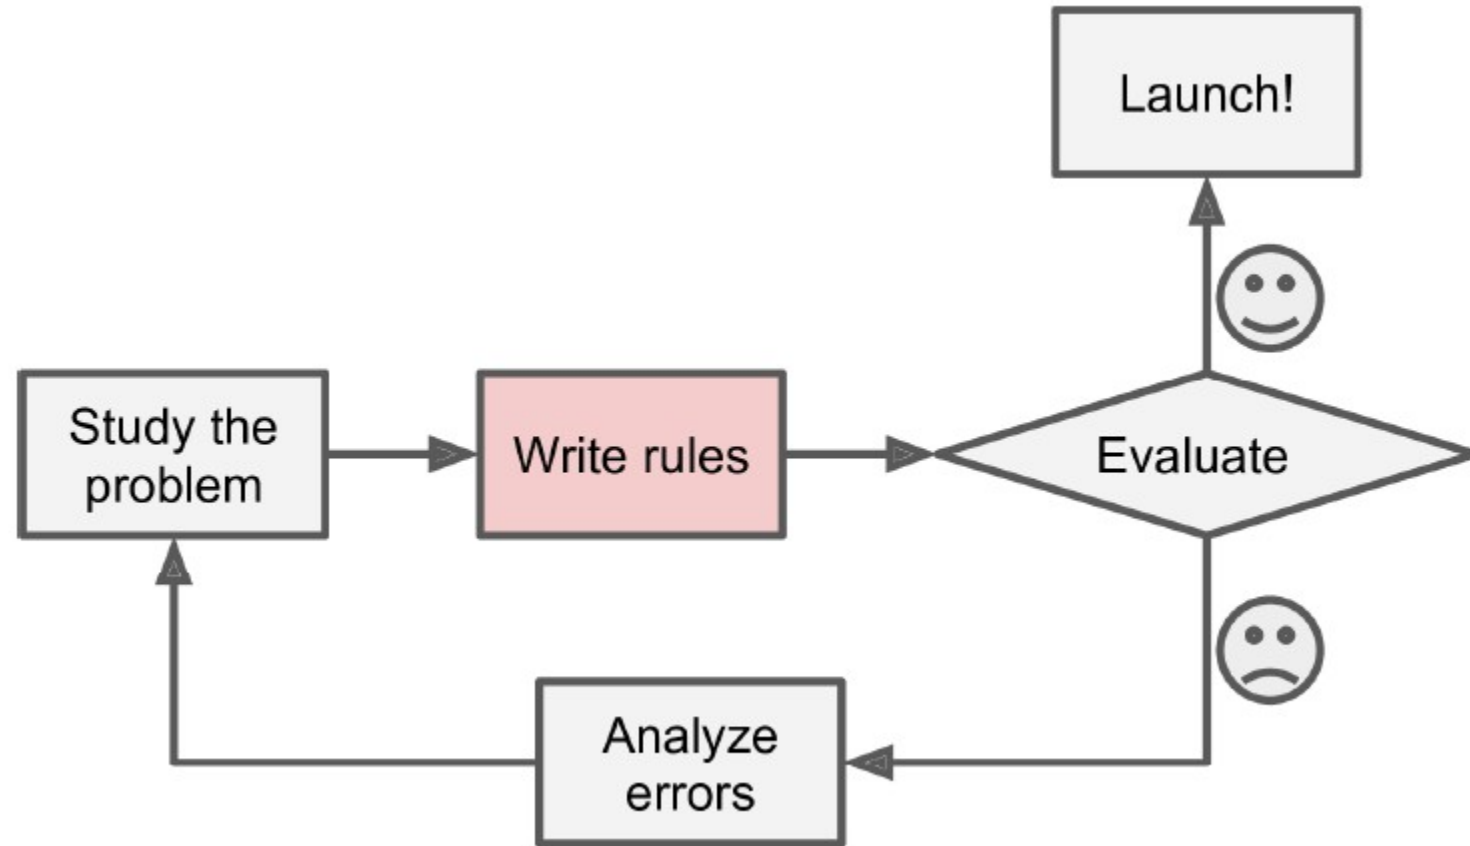 Launch!
Study the
problem
Write rules
Evaluate
Analyze
errors